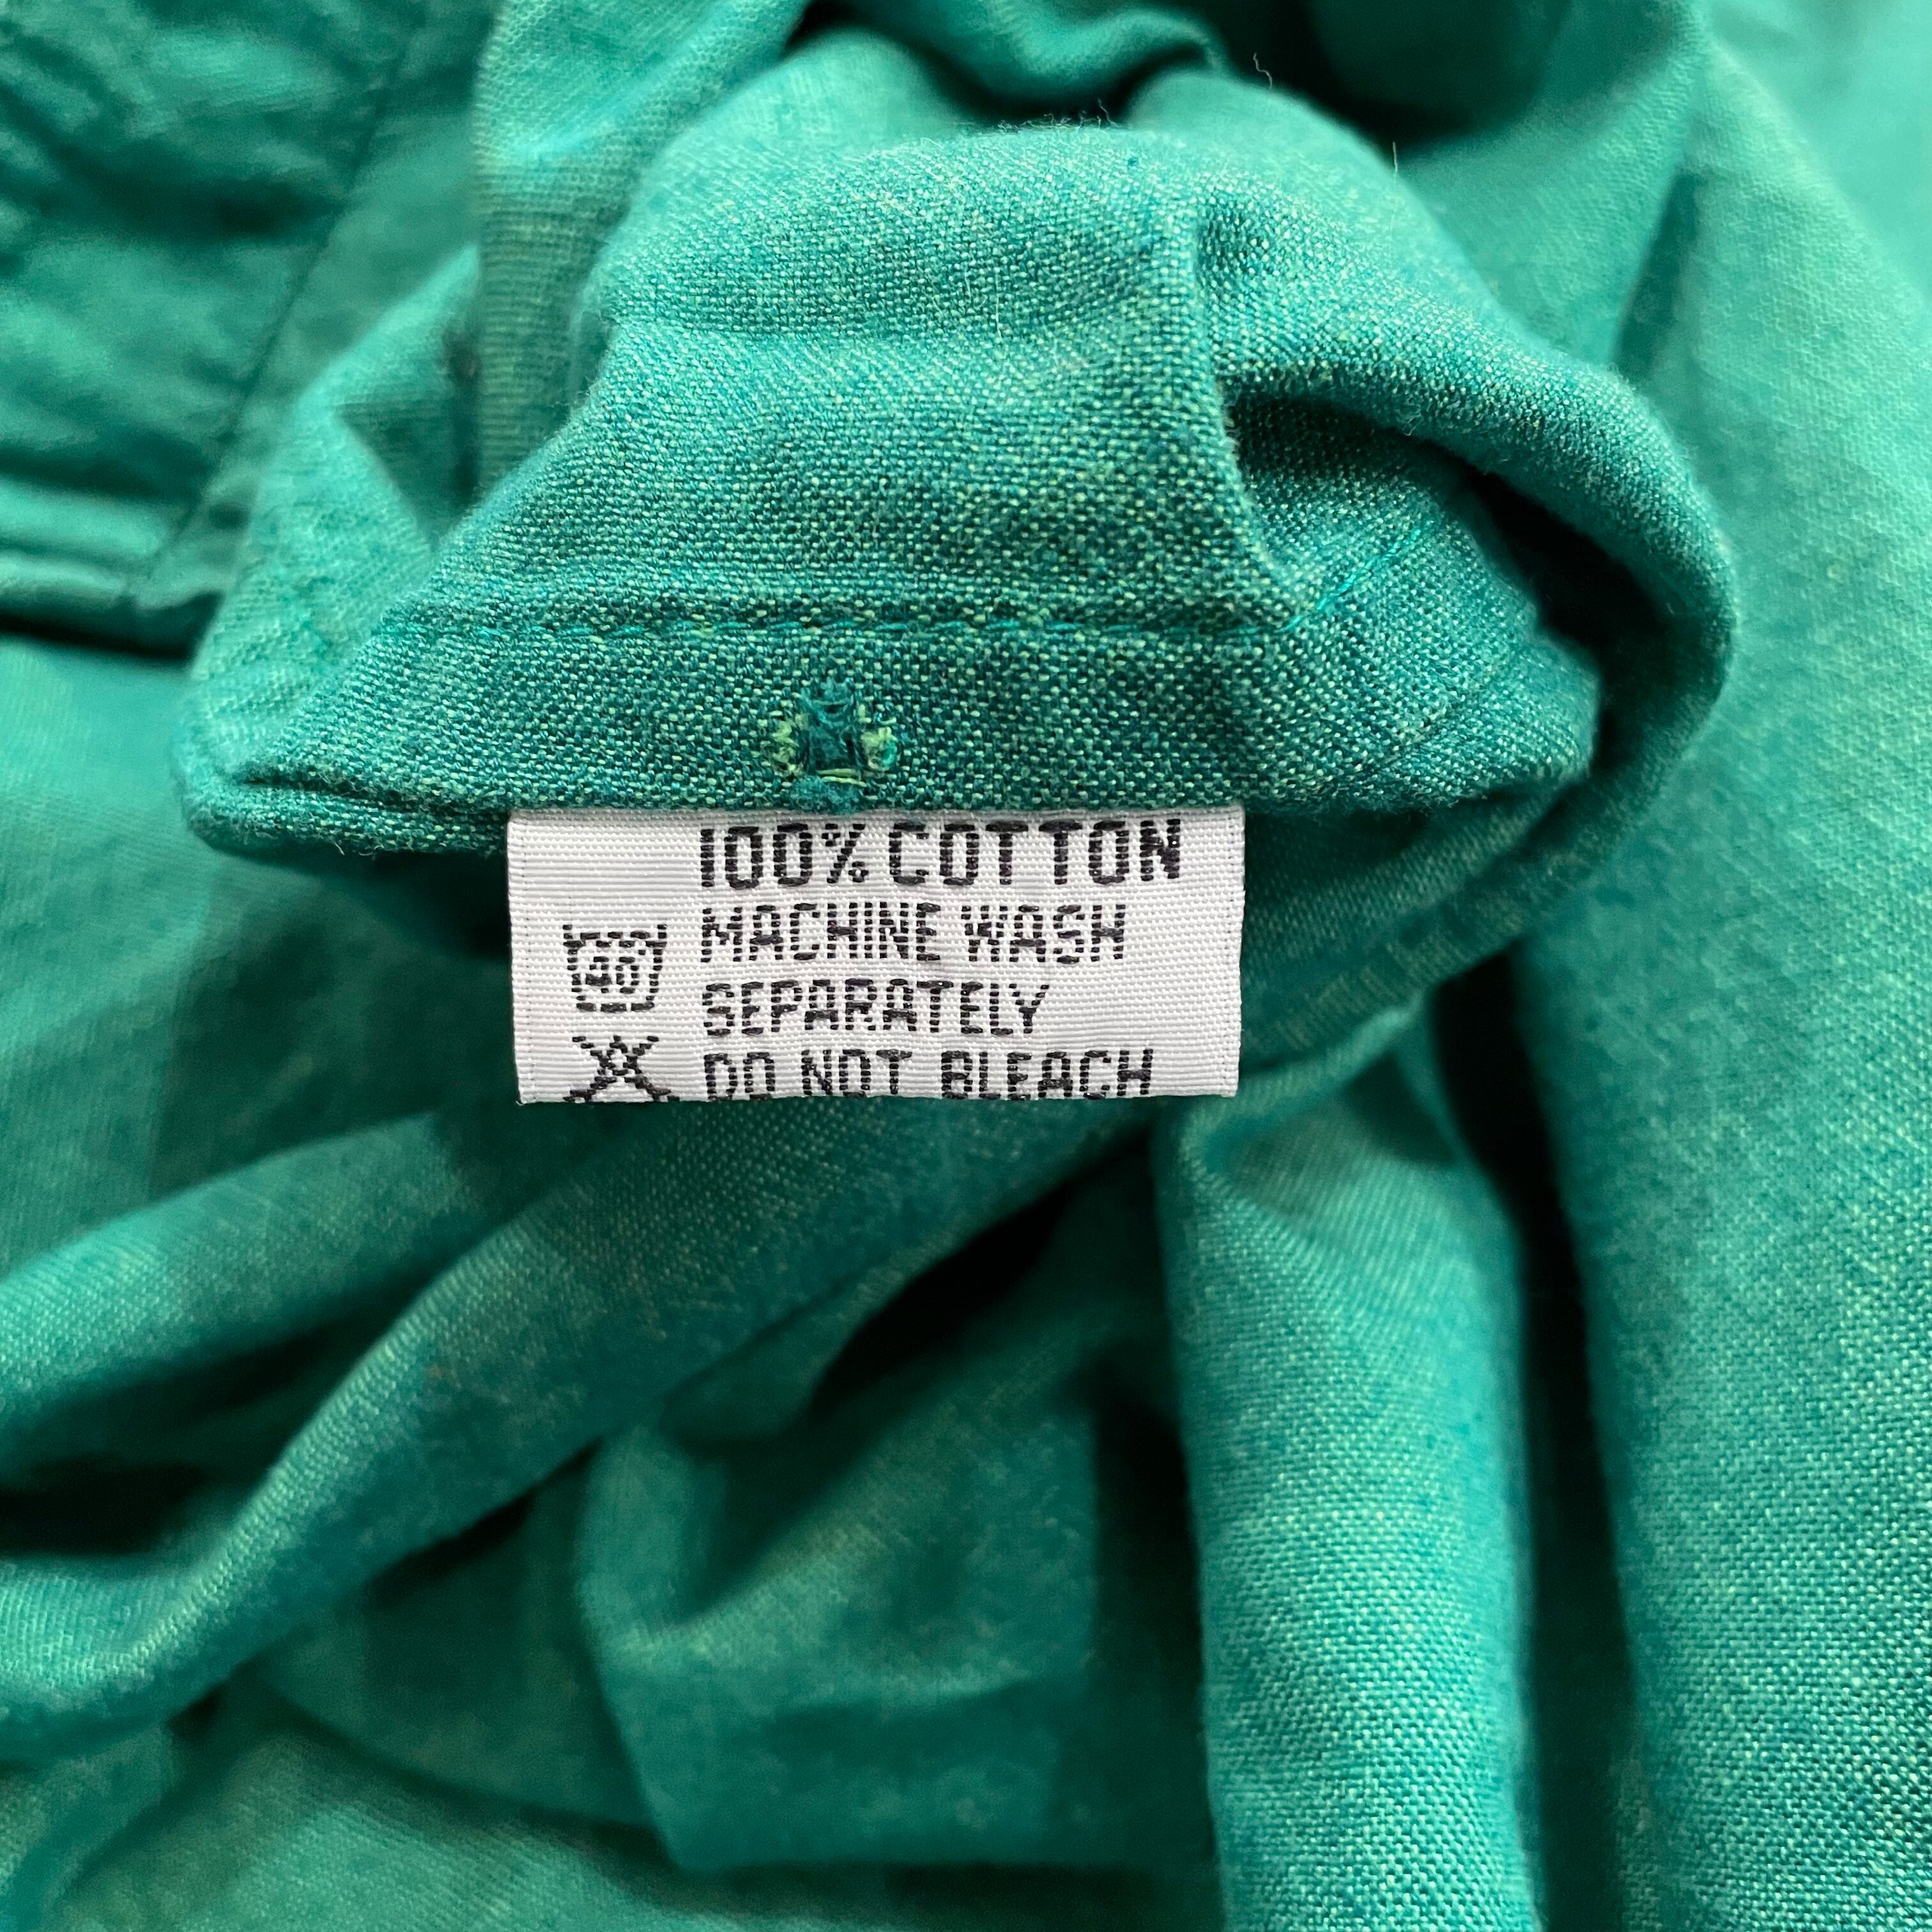 100% COTTON
MACHINE WASH
40
SEPARATELY
DO NOT BLEACH